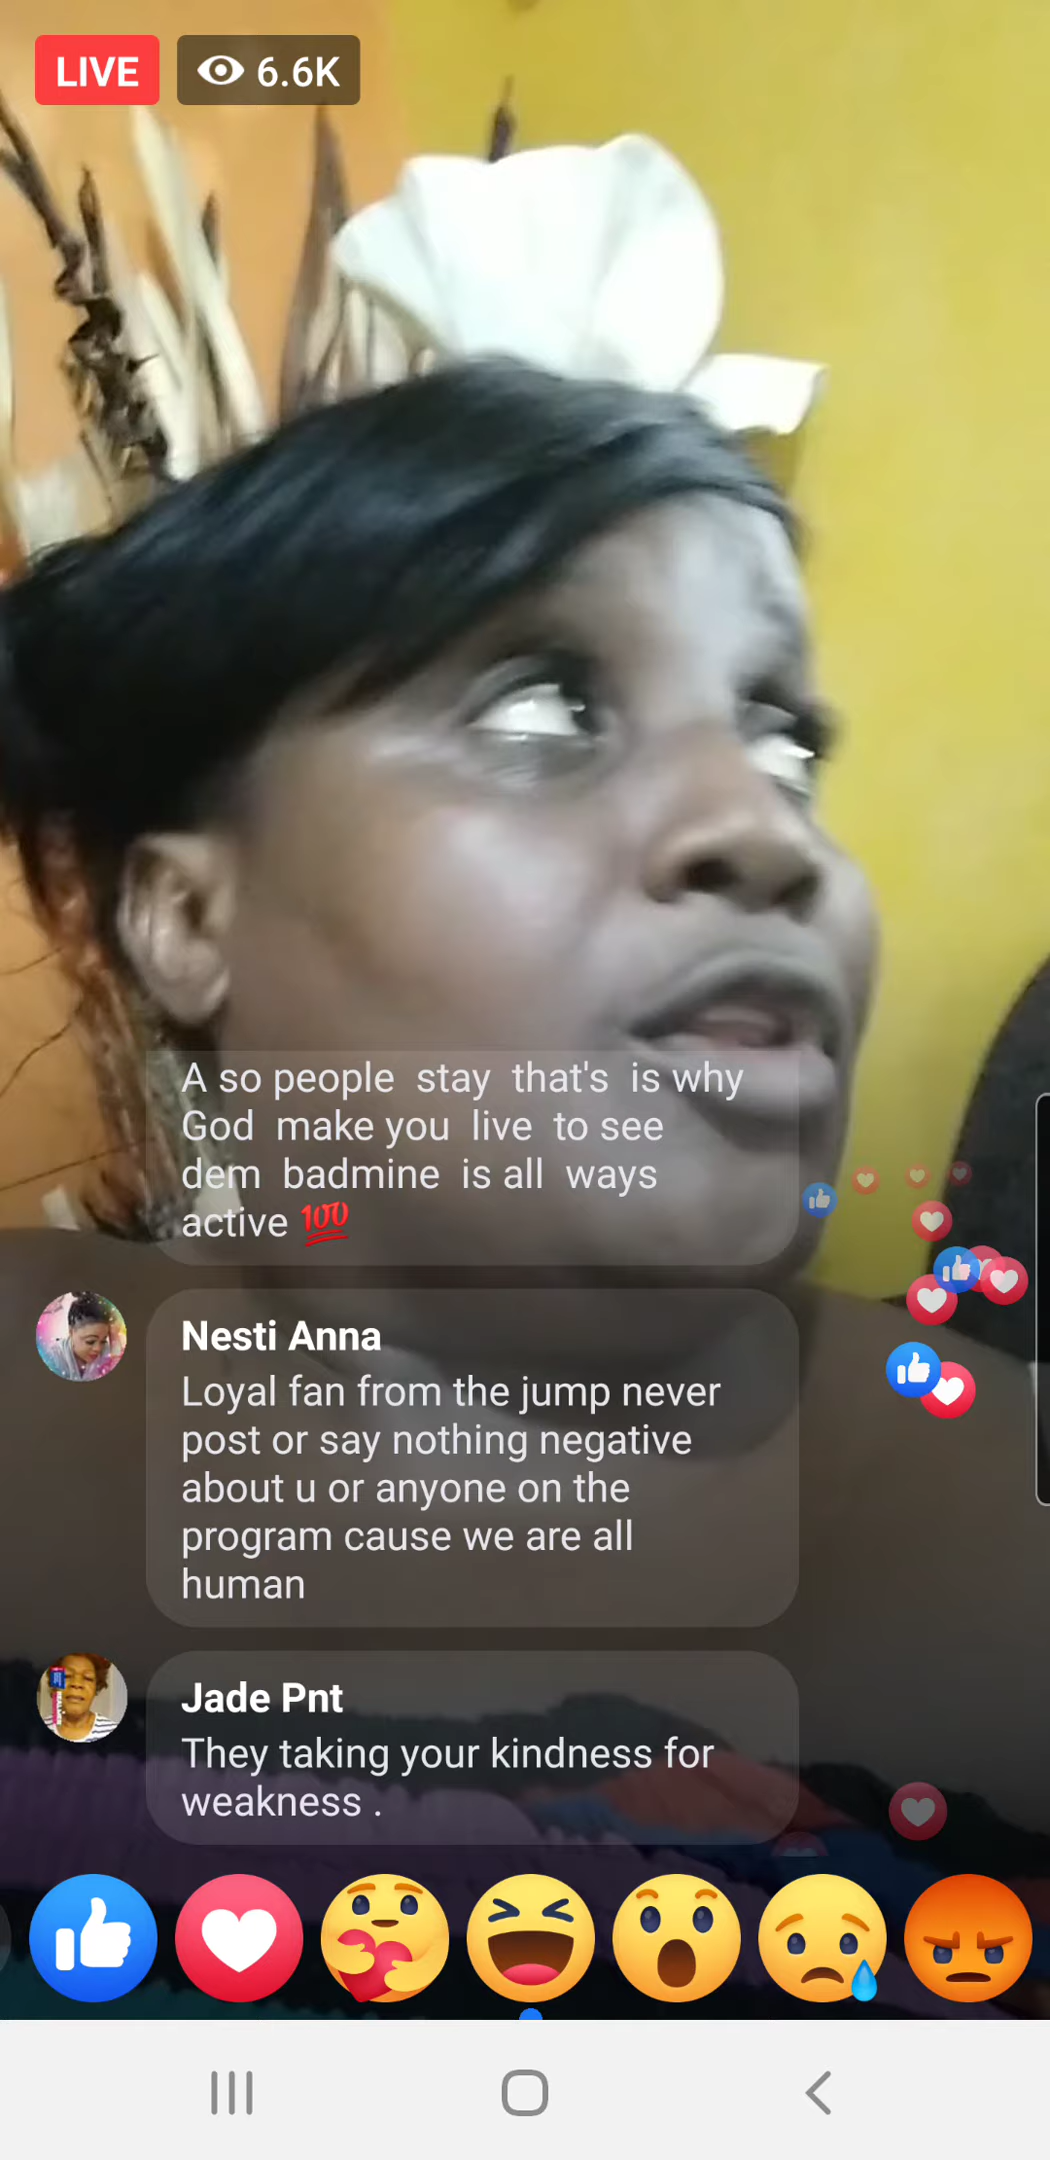 LIVE 6.6K
A so people stay that's is why
God make you live to see
dem badmine is all ways
active 💯
Nesti Anna
Loyal fan from the jump never
post or say nothing negative
about u or anyone on the
program cause we are all
human
Jade Pnt
They taking your kindness for
weakness .